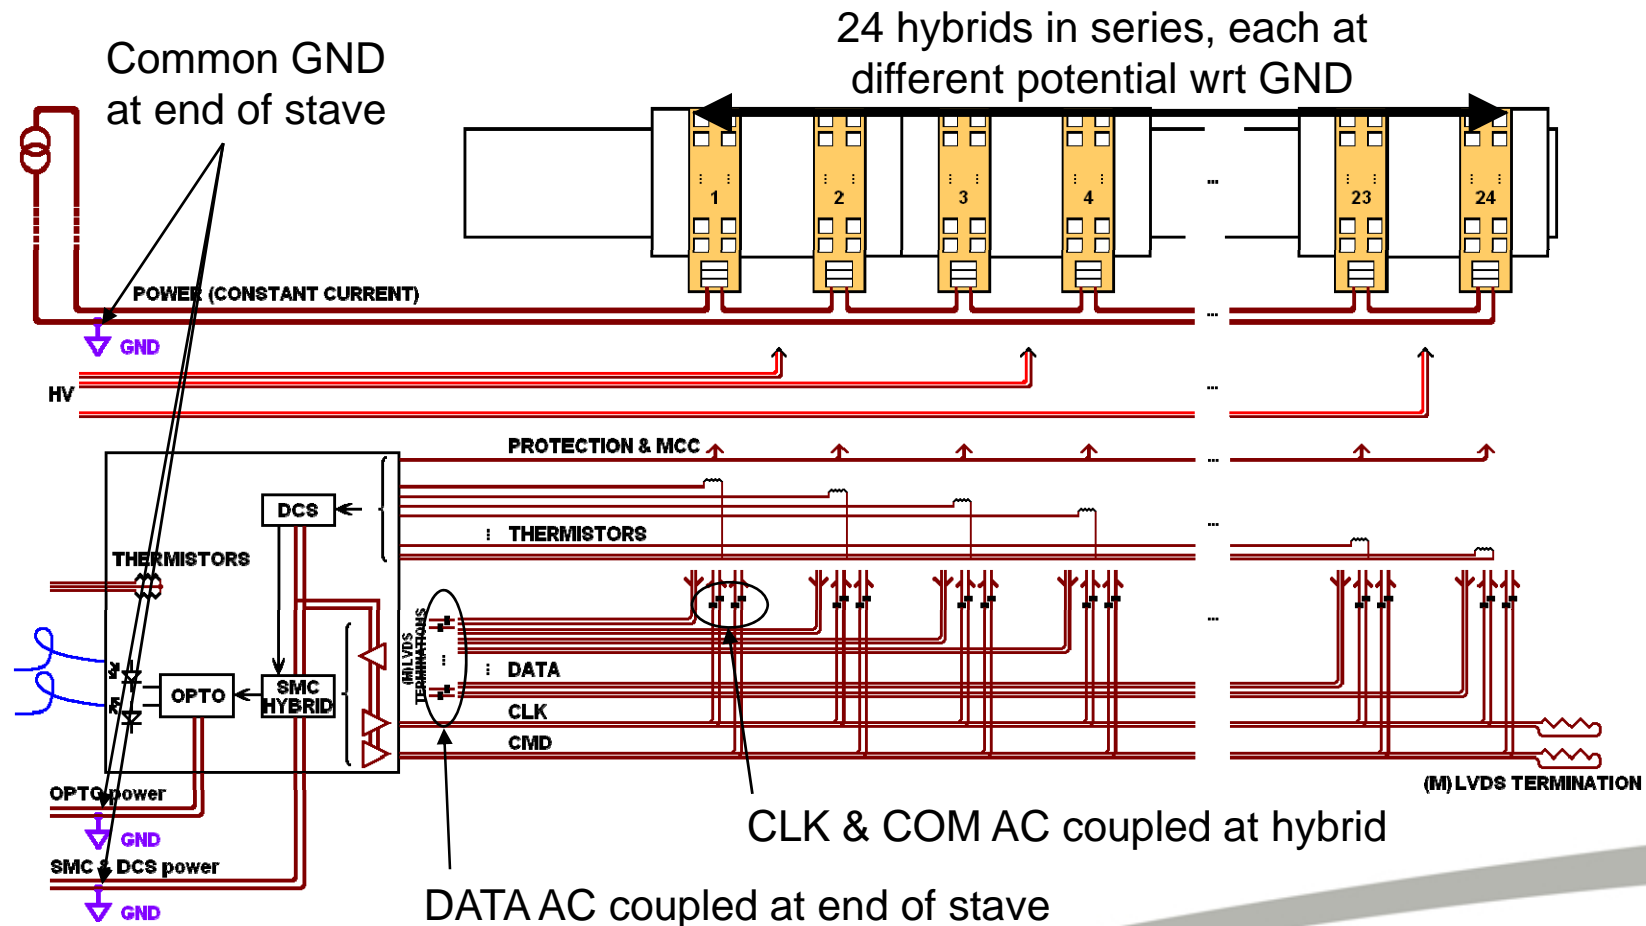 Common GND
at end of stave
24 hybrids in series, each at
different potential wrt GND
1
2
3
4
...
23
24
POWER (CONSTANT CURRENT)
...
GND
HV
...
PROTECTION & MCC
...
DCS
THERMISTORS
...
THERMISTORS
(M)LVDS
TERMINATIONS
...
DATA
OPTO
SMC
HYBRID
CLK
CMD
(M)LVDS TERMINATION
OPTO power
GND
CLK & COM AC coupled at hybrid
SMC & DCS power
GND
DATA AC coupled at end of stave